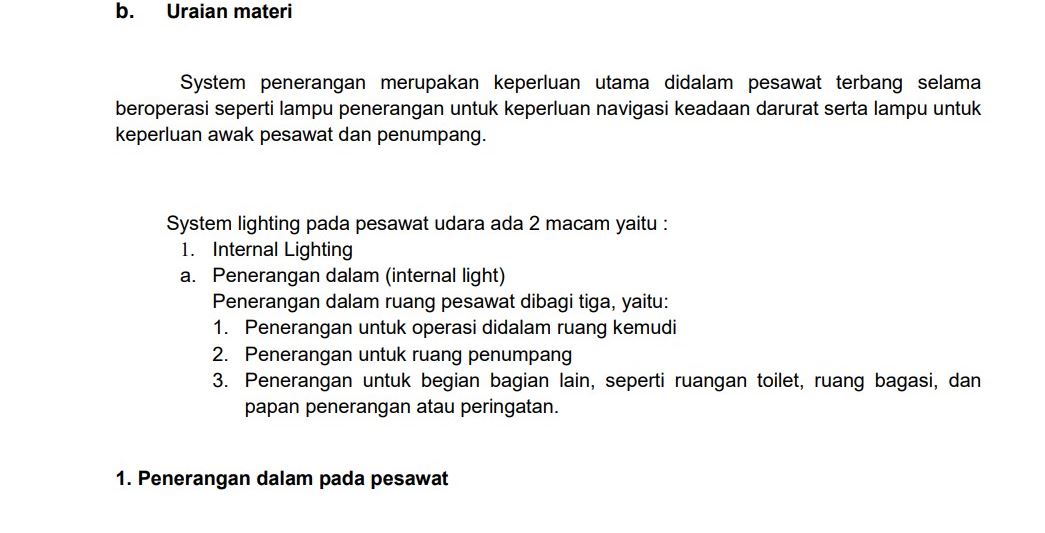 b. Uraian materi
System penerangan merupakan keperluan utama didalam pesawat terbang selama
beroperasi seperti lampu penerangan untuk keperluan navigasi keadaan darurat serta lampu untuk
keperluan awak pesawat dan penumpang.
System lighting pada pesawat udara ada 2 macam yaitu :
1. Internal Lighting
a. Penerangan dalam (internal light)
Penerangan dalam ruang pesawat dibagi tiga, yaitu:
1. Penerangan untuk operasi didalam ruang kemudi
2. Penerangan untuk ruang penumpang
3. Penerangan untuk begian bagian lain, seperti ruangan toilet, ruang bagasi, dan
papan penerangan atau peringatan.
1. Penerangan dalam pada pesawat